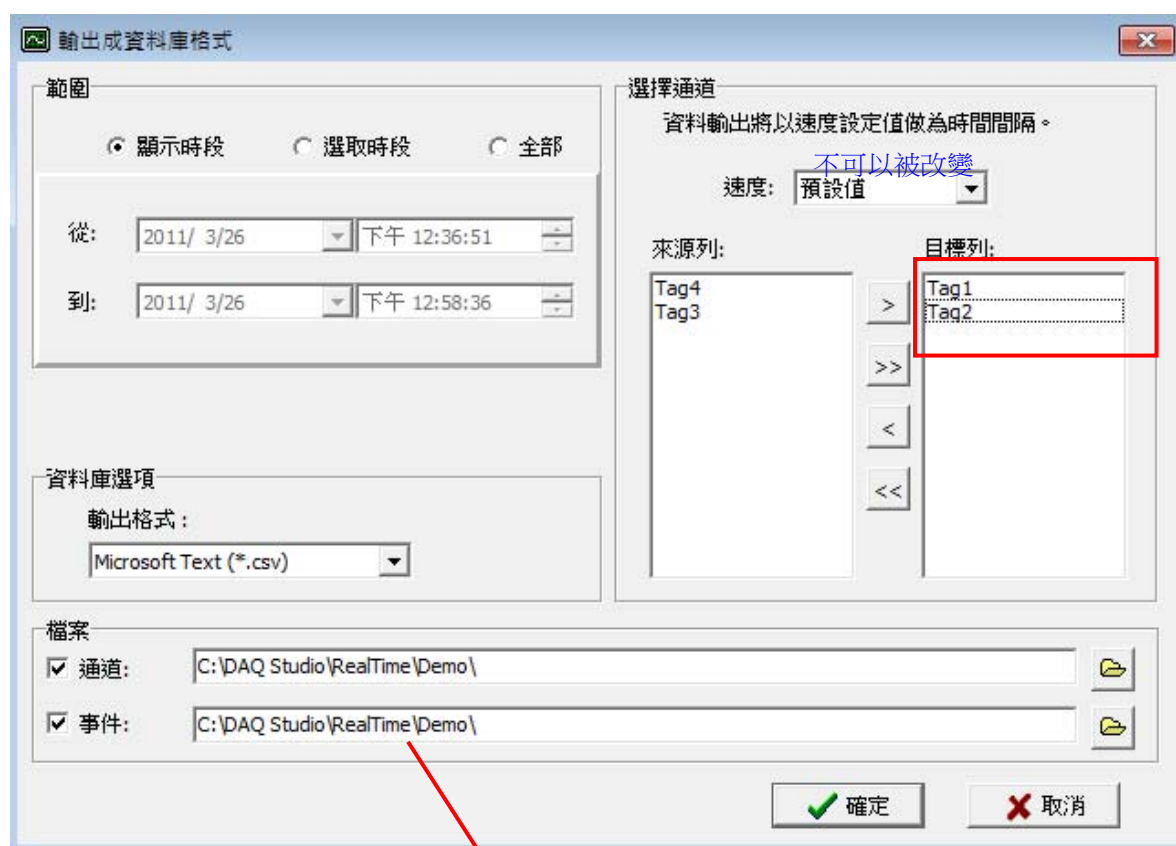 輸出成資料庫格式
範圍
顯示時段 選取時段 全部
從: 2011/ 3/26 下午 12:36:51
到: 2011/ 3/26 下午 12:58:36
資料庫選項
輸出格式:
Microsoft Text (*.csv)
選擇通道
資料輸出將以速度設定值做為時間間隔。
不可以被改變
速度: 預設值
來源列: 目標列:
Tag4
Tag3
>
>>
<
<<
Tag1
Tag2
檔案
通道: C:\DAQ Studio\RealTime\Demo\
事件: C:\DAQ Studio\RealTime\Demo\
確定 取消